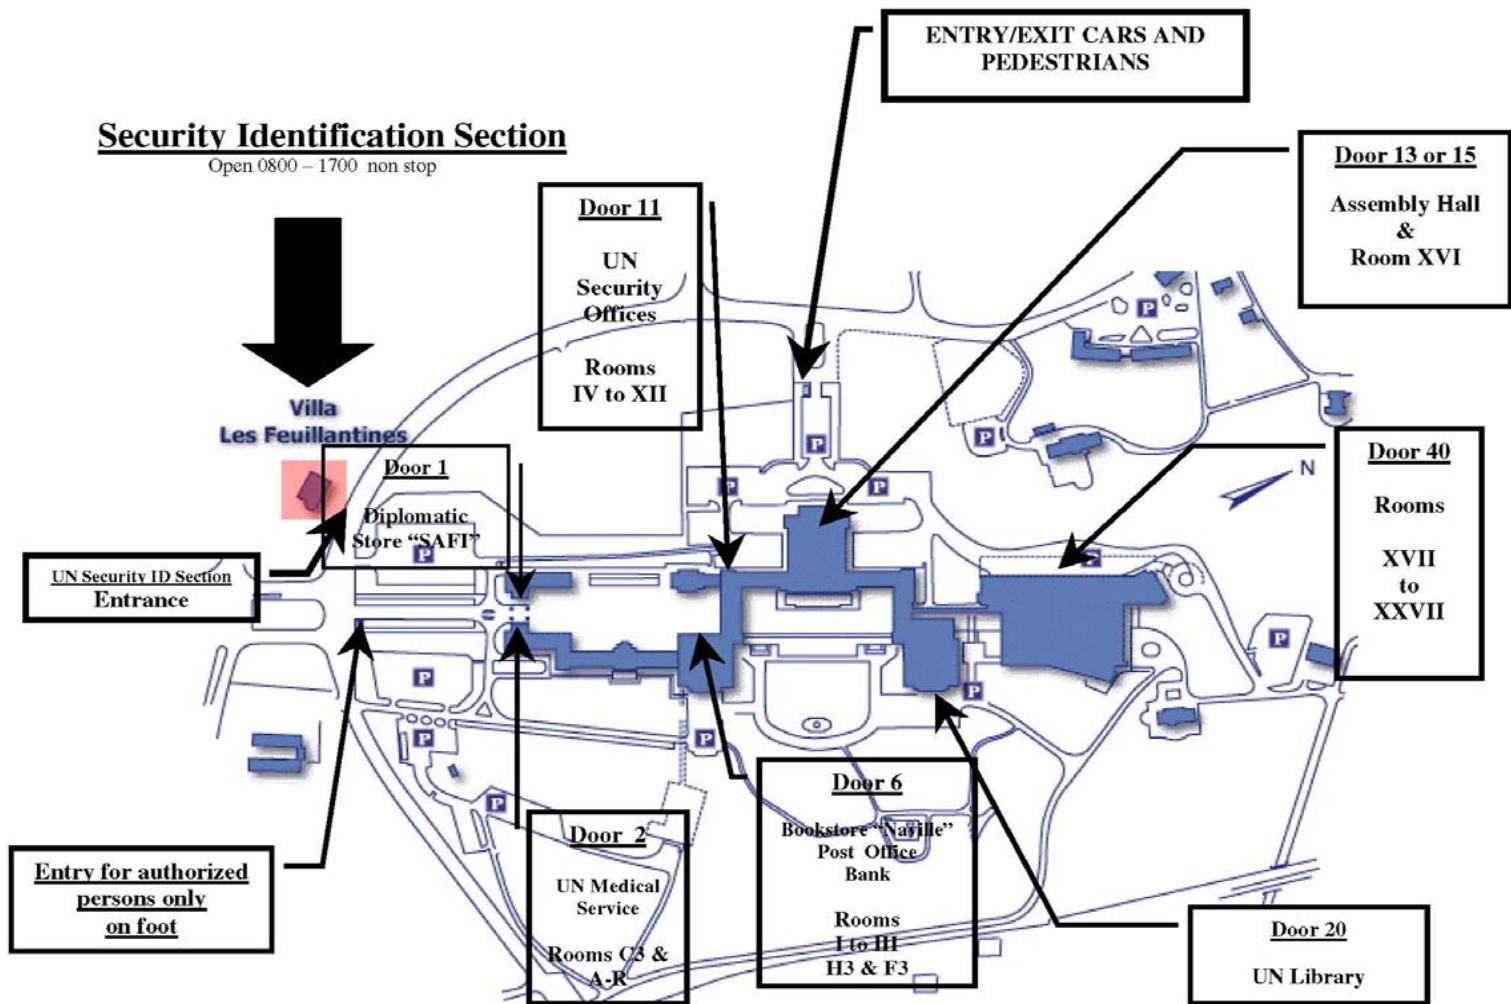 ENTRY/EXIT CARS AND
PEDESTRIANS
Security Identification Section
Open 0800 – 1700 non stop
Door 13 or 15
Assembly Hall
&
Room XVI
Door 11
UN
Security
Offices
Rooms
IV to XII
P
Villa
Les Feuillantines
Door 1
Diplomatic
Store “SAFI”
P
P
P
P
P
N
Door 40
Rooms
XVII
to
XXVII
P
UN Security ID Section
Entrance
P
P
P
P
P
P
Door 6
Bookstore “Naville”
Post Office
Bank
Rooms
I to III
H3 & F3
Door 2
UN Medical
Service
Rooms C3 &
A-R
Entry for authorized
persons only
on foot
Door 20
UN Library